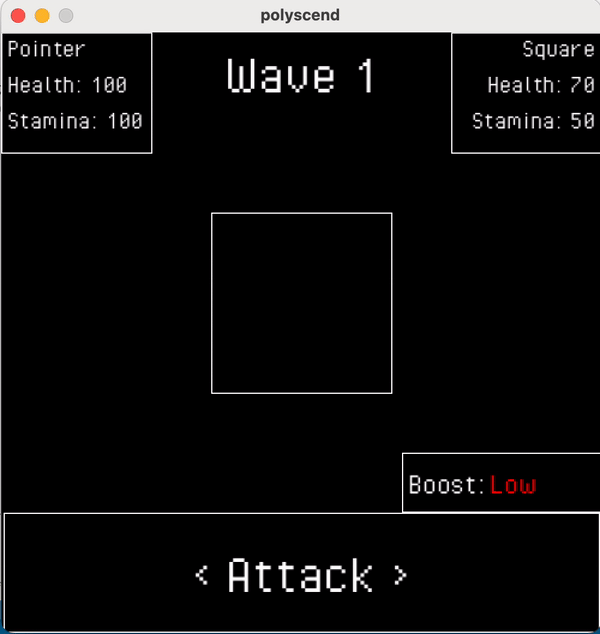 polyscend
Pointer
Health: 100
Stamina: 100
Wave 1
Square
Health: 70
Stamina: 50
Boost: Low
< Attack >